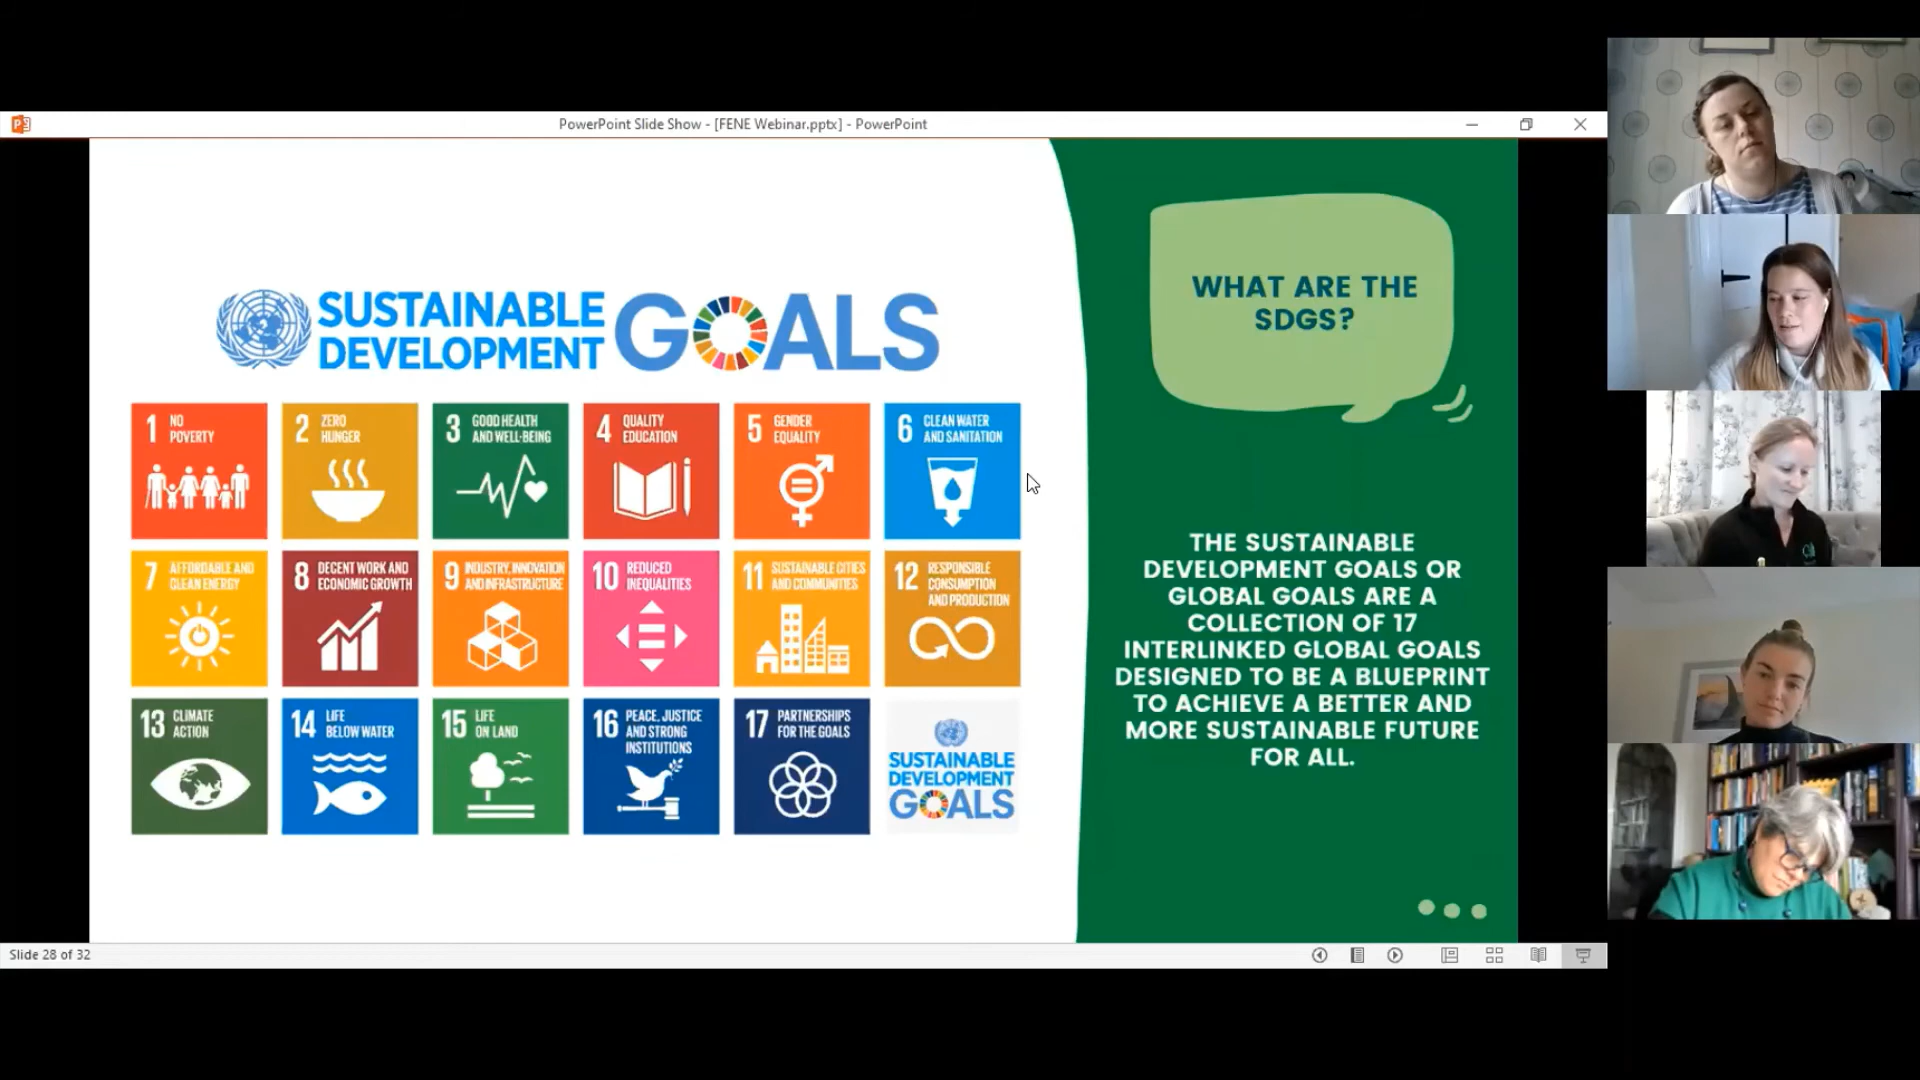 PowerPoint Slide Show - [FENE Webinar.pptx] - PowerPoint
SUSTAINABLE
DEVELOPMENT
GOALS
1 NO
POVERTY
2 ZERO
HUNGER
3 GOOD HEALTH
AND WELL-BEING
4 QUALITY
EDUCATION
5 GENDER
EQUALITY
6 CLEAN WATER
AND SANITATION
7 AFFORDABLE AND
CLEAN ENERGY
8 DECENT WORK AND
ECONOMIC GROWTH
9 INDUSTRY, INNOVATION
AND INFRASTRUCTURE
10 REDUCED
INEQUALITIES
11 SUSTAINABLE CITIES
AND COMMUNITIES
12 RESPONSIBLE
CONSUMPTION
AND PRODUCTION
13 CLIMATE
ACTION
14 LIFE
BELOW WATER
15 LIFE
ON LAND
16 PEACE, JUSTICE
AND STRONG
INSTITUTIONS
17 PARTNERSHIPS
FOR THE GOALS
SUSTAINABLE
DEVELOPMENT
GOALS
WHAT ARE THE
SDGS?
THE SUSTAINABLE
DEVELOPMENT GOALS OR
GLOBAL GOALS ARE A
COLLECTION OF 17
INTERLINKED GLOBAL GOALS
DESIGNED TO BE A BLUEPRINT
TO ACHIEVE A BETTER AND
MORE SUSTAINABLE FUTURE
FOR ALL.
Slide 28 of 32